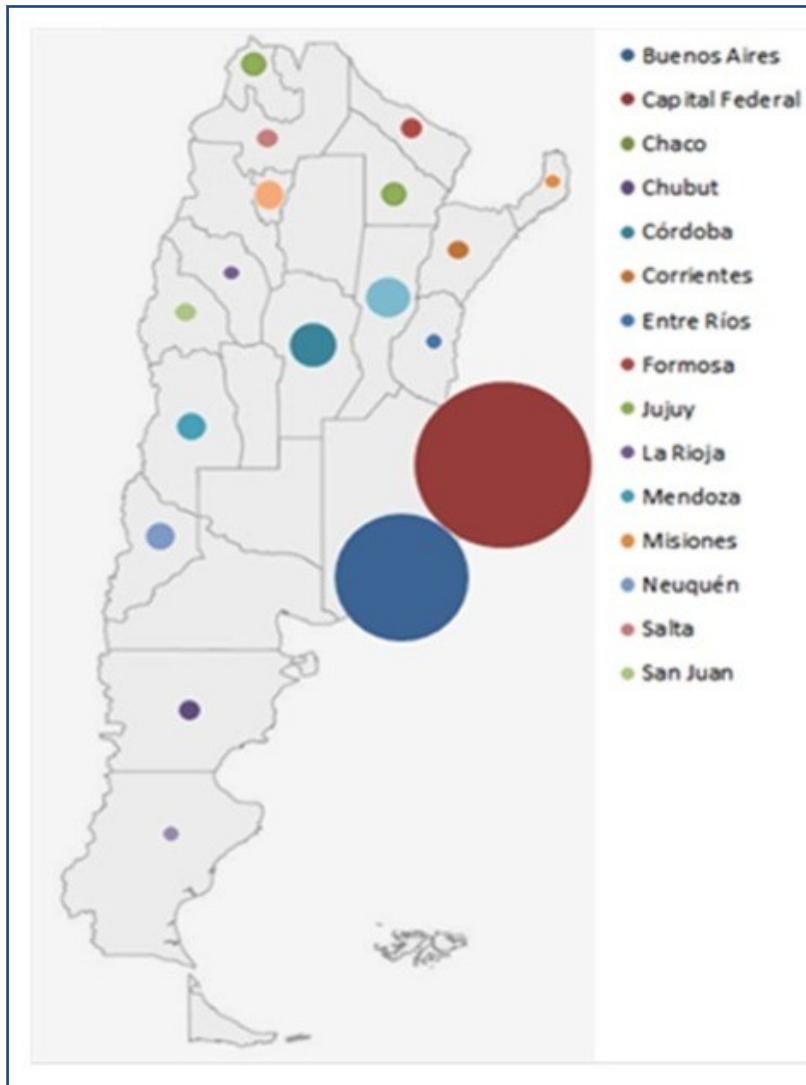 Buenos Aires
Capital Federal
Chaco
Chubut
Córdoba
Corrientes
Entre Ríos
Formosa
Jujuy
La Rioja
Mendoza
Misiones
Neuquén
Salta
San Juan